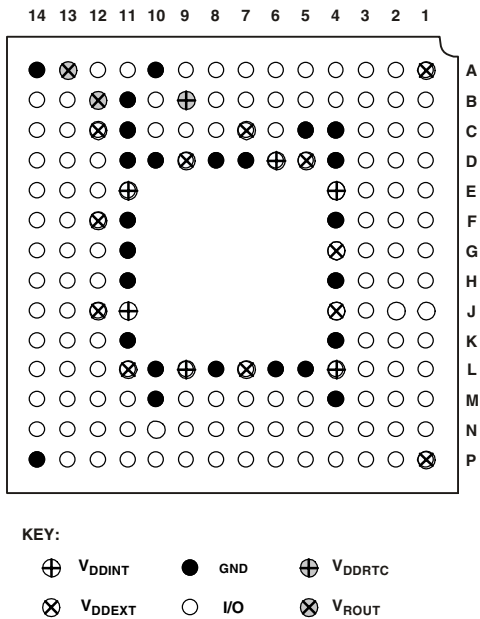 14 13 12 11 10 9 8 7 6 5 4 3 2 1
A
B
C
D
E
F
G
H
J
K
L
M
N
P
KEY:
VDDINT GND VDDRTC
VDDEXT I/O VROUT